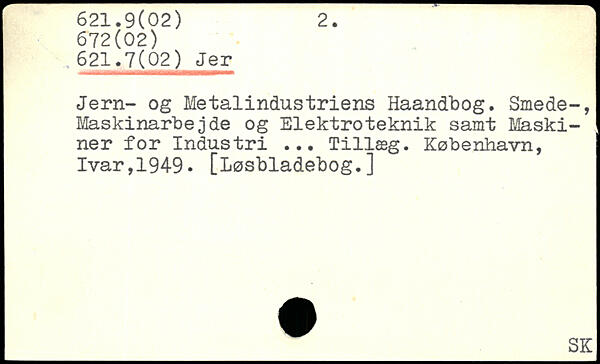 621.9(02) 2.
672(02)
621.7(02) Jer
Jern- og Metalindustriens Haandbog. Smede-,
Maskinarbejde og Elektroteknik samt Maski-
ner for Industri ... Tillæg. København,
Ivar,1949. [Løsbladebog.]
SK